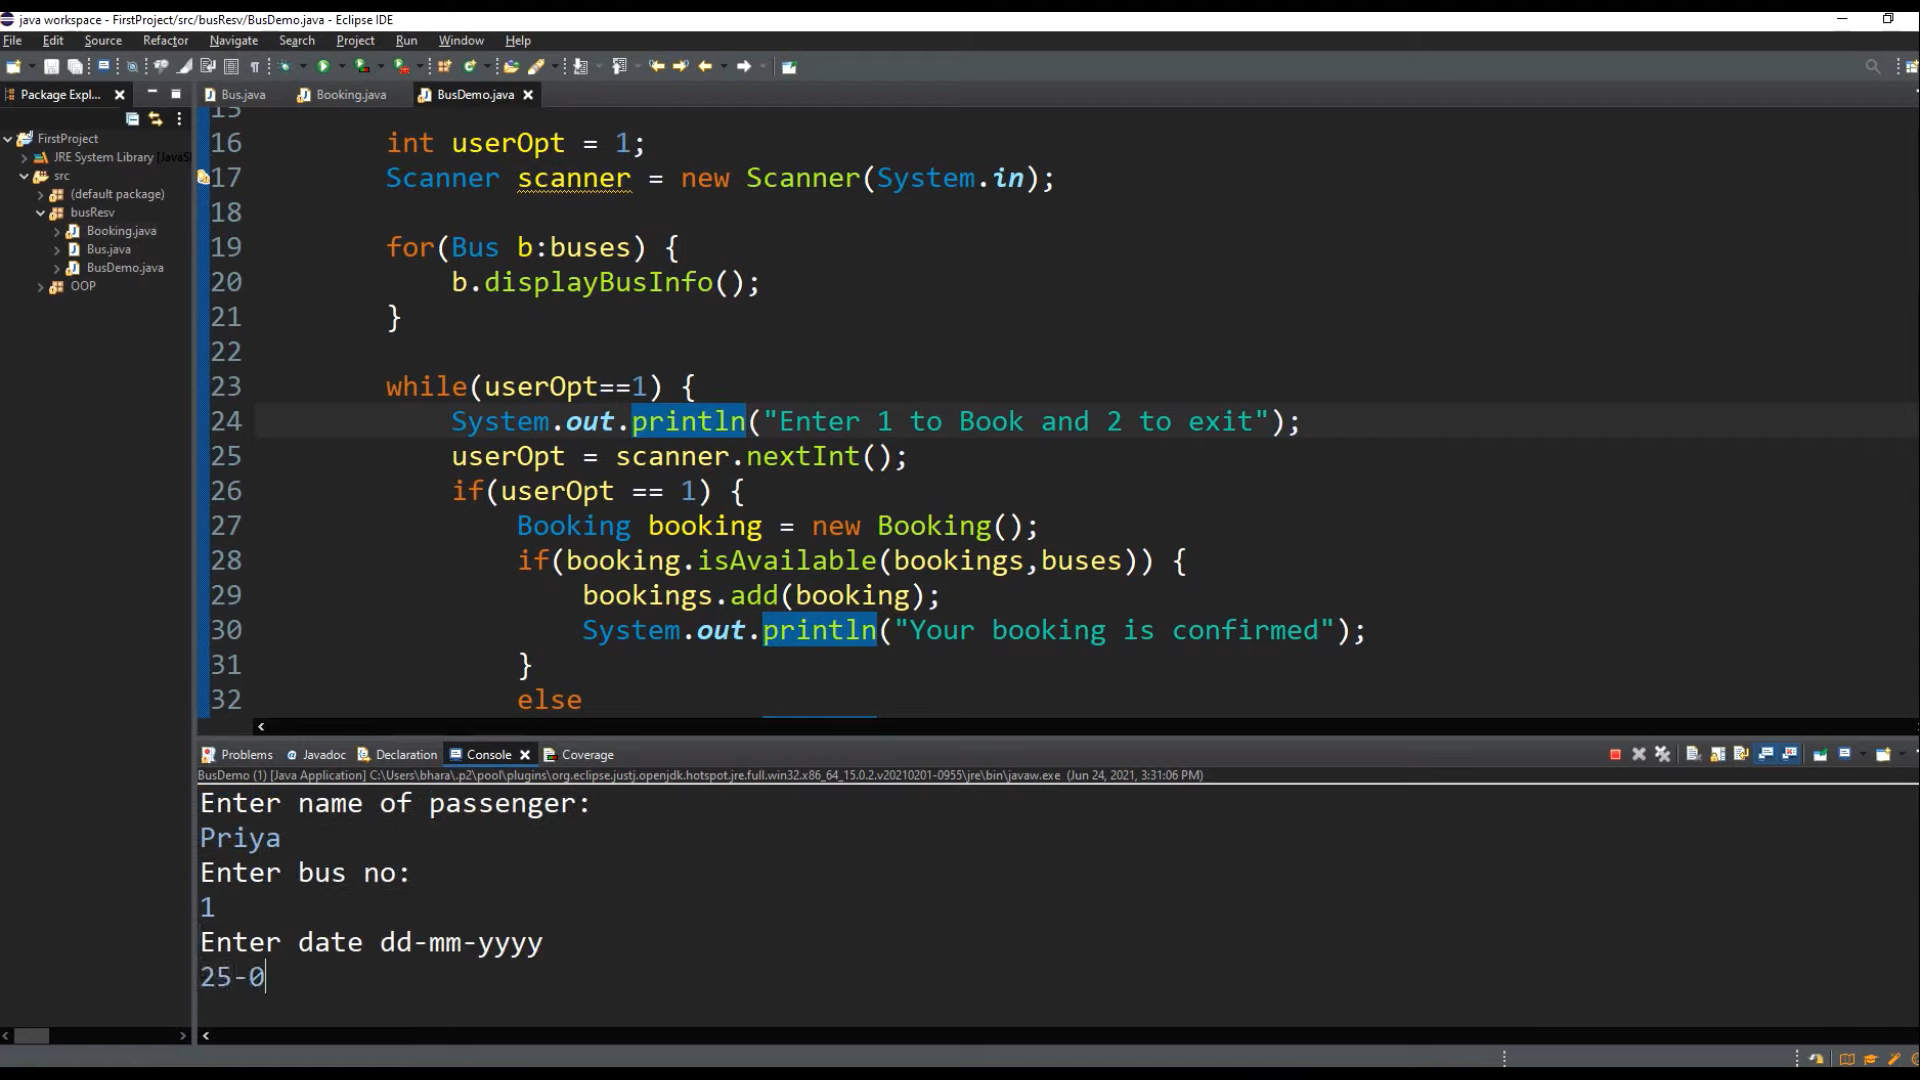 java workspace - FirstProject/src/busResv/BusDemo.java - Eclipse IDE
File Edit Source Refactor Navigate Search Project Run Window Help
Package Expl...
Bus.java Booking.java BusDemo.java
FirstProject
JRE System Library [JavaS
src
(default package)
busResv
Booking.java
Bus.java
BusDemo.java
OOP
15
16 int userOpt = 1;
17 Scanner scanner = new Scanner(System.in);
18
19 for(Bus b:buses) {
20 b.displayBusInfo();
21 }
22
23 while(userOpt==1) {
24 System.out.println("Enter 1 to Book and 2 to exit");
25 userOpt = scanner.nextInt();
26 if(userOpt == 1) {
27 Booking booking = new Booking();
28 if(booking.isAvailable(bookings,buses)) {
29 bookings.add(booking);
30 System.out.println("Your booking is confirmed");
31 }
32 else
Problems Javadoc Declaration Console Coverage
BusDemo (1) [Java Application] C:\Users\bhara\.p2\pool\plugins\org.eclipse.justj.openjdk.hotspot.jre.full.win32.x86_64_15.0.2.v20210201-0955\jre\bin\javaw.exe (Jun 24, 2021, 3:31:06 PM)
Enter name of passenger:
Priya
Enter bus no:
1
Enter date dd-mm-yyyy
25-0